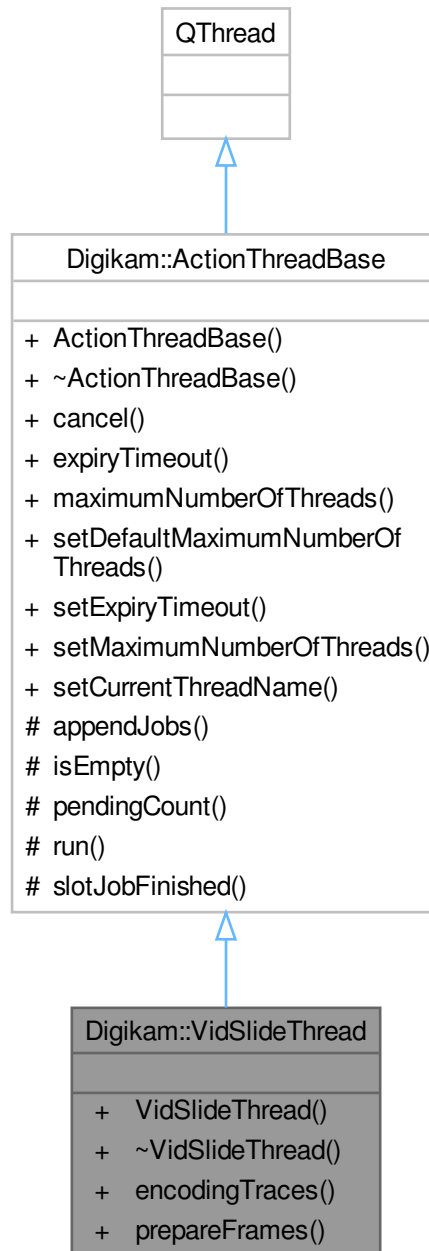 QThread
Digikam::ActionThreadBase
+ ActionThreadBase()
+ ~ActionThreadBase()
+ cancel()
+ expiryTimeout()
+ maximumNumberOfThreads()
+ setDefaultMaximumNumberOf
Threads()
+ setExpiryTimeout()
+ setMaximumNumberOfThreads()
+ setCurrentThreadName()
# appendJobs()
# isEmpty()
# pendingCount()
# run()
# slotJobFinished()
Digikam::VidSlideThread
+ VidSlideThread()
+ ~VidSlideThread()
+ encodingTraces()
+ prepareFrames()